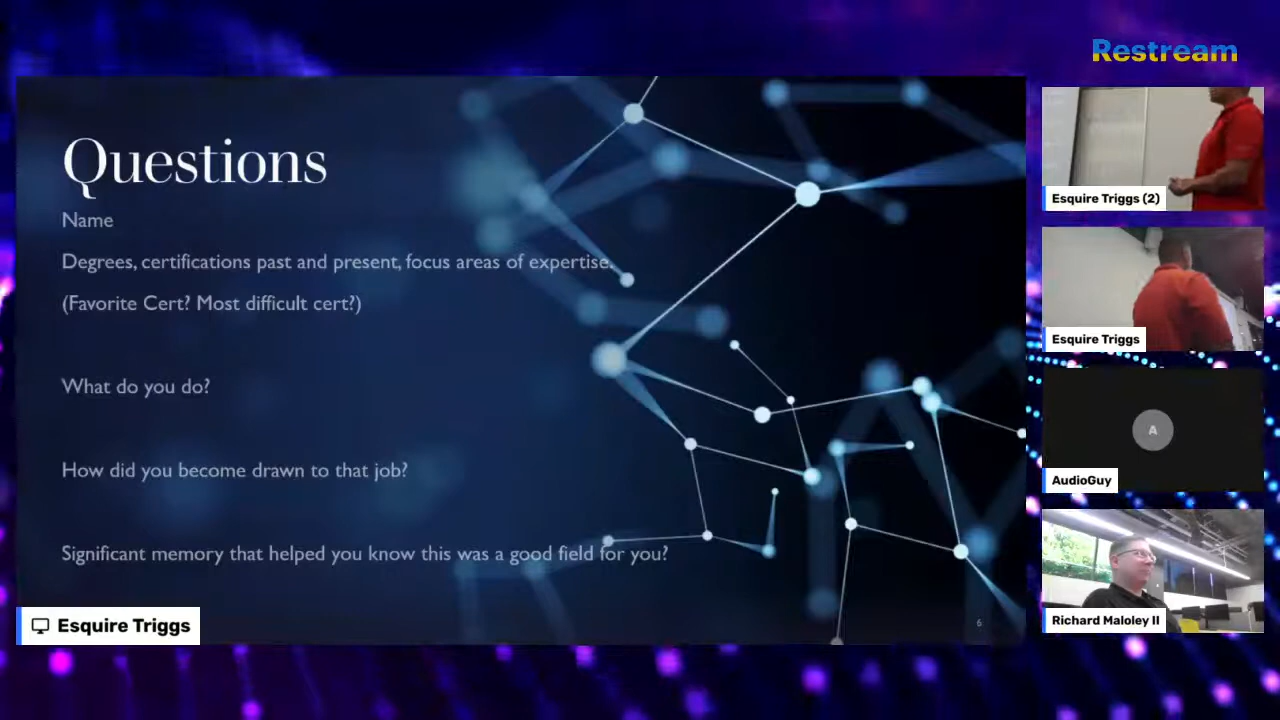 Restream
Questions
Name
Degrees, certifications past and present, focus areas of expertise.
(Favorite Cert? Most difficult cert?)
What do you do?
How did you become drawn to that job?
Significant memory that helped you know this was a good field for you?
6
Esquire Triggs
Esquire Triggs (2)
Esquire Triggs
A
AudioGuy
Richard Maloley II